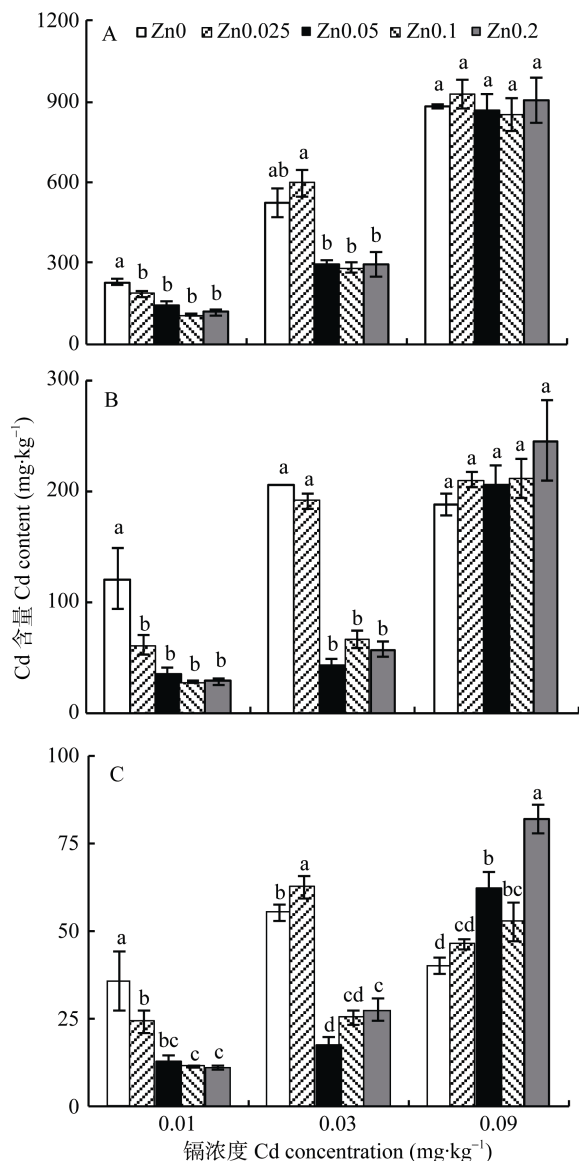 1200
A Zn0 Zn0.025 Zn0.05 Zn0.1 Zn0.2
a a a a a
900
ab a
600
a b b b b
b b b
300
0
300
B
a
a a
a a a a
200
a
100
b b b b
b b b
0
100
C
a
75
a
b
b
bc
50
a
cd
d
b
25
bc c c
d cd c
0
0.01 0.03 0.09
Cd 含量 Cd content (mg·kg⁻¹)
镉浓度 Cd concentration (mg·kg⁻¹)